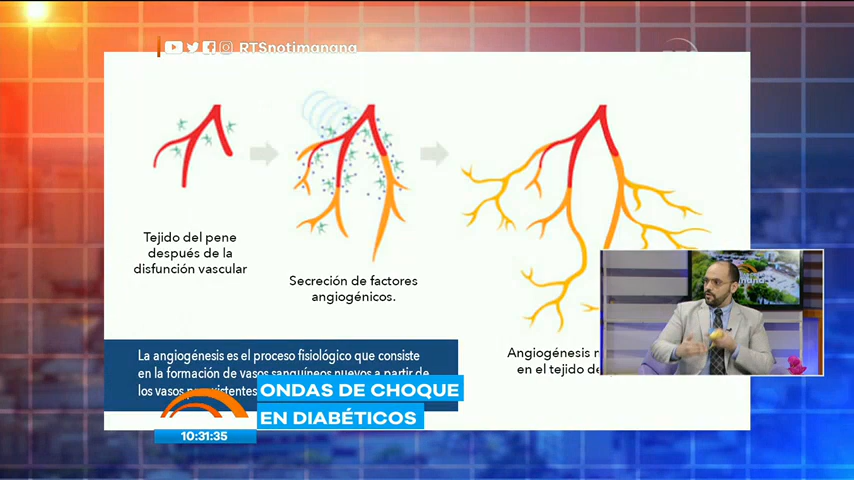 RTSnotimanana
Tejido del pene
después de la
disfunción vascular
Secreción de factores
angiogénicos.
Angiogénesis
en el tejido de
La angiogénesis es el proceso fisiológico que consiste
en la formación de vasos sanguíneos nuevos a partir de
los vasos
ONDAS DE CHOQUE
EN DIABÉTICOS
10:31:35